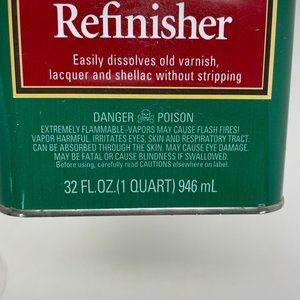 Refinisher
Easily dissolves old varnish,
lacquer and shellac without stripping
DANGER POISON
EXTREMELY FLAMMABLE-VAPORS MAY CAUSE FLASH FIRES!
VAPOR HARMFUL. IRRITATES EYES, SKIN AND RESPIRATORY TRACT.
CAN BE ABSORBED THROUGH THE SKIN. MAY CAUSE EYE DAMAGE.
MAY BE FATAL OR CAUSE BLINDNESS IF SWALLOWED.
Before using, carefully read CAUTIONS elsewhere on label.
32 FL.OZ.(1 QUART) 946 mL